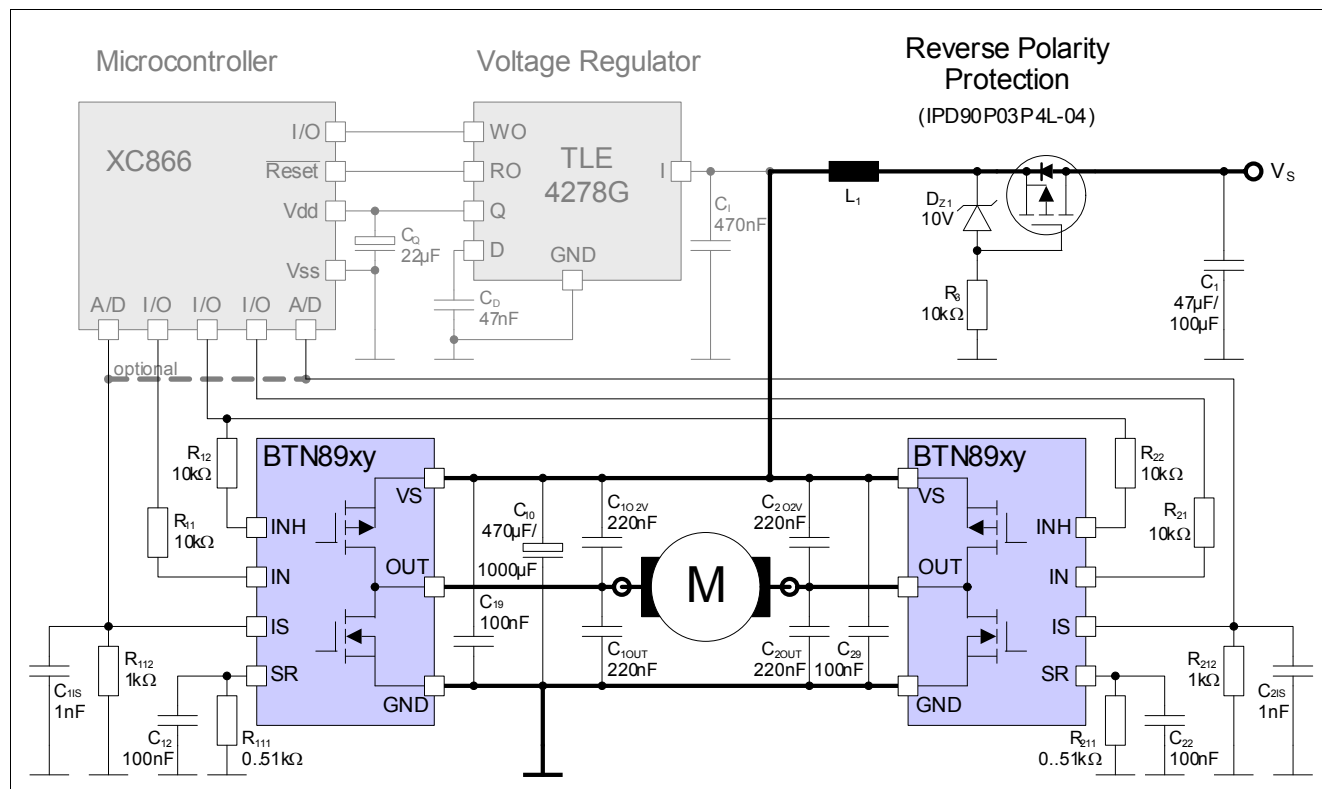 Microcontroller
Voltage Regulator
Reverse Polarity
Protection
(IPD90P03P4L-04)
XC866
I/O
Reset
Vdd
Vss
A/D
I/O
I/O
I/O
A/D
WO
RO
Q
D
TLE
4278G
I
GND
CQ
22µF
CD
47nF
CI
470nF
L1
DZ1
10V
R3
10kΩ
VS
C1
47µF/
100µF
optional
R12
10kΩ
R11
10kΩ
BTN89xy
VS
INH
OUT
IN
IS
SR
GND
C10
470µF/
1000µF
C1O2V
220nF
C2O2V
220nF
M
C19
100nF
C1OUT
220nF
C2OUT
220nF
C29
100nF
BTN89xy
VS
INH
OUT
IN
IS
SR
GND
R22
10kΩ
R21
10kΩ
C1IS
1nF
R112
1kΩ
C12
100nF
R111
0..51kΩ
R212
1kΩ
C2IS
1nF
R211
0..51kΩ
C22
100nF